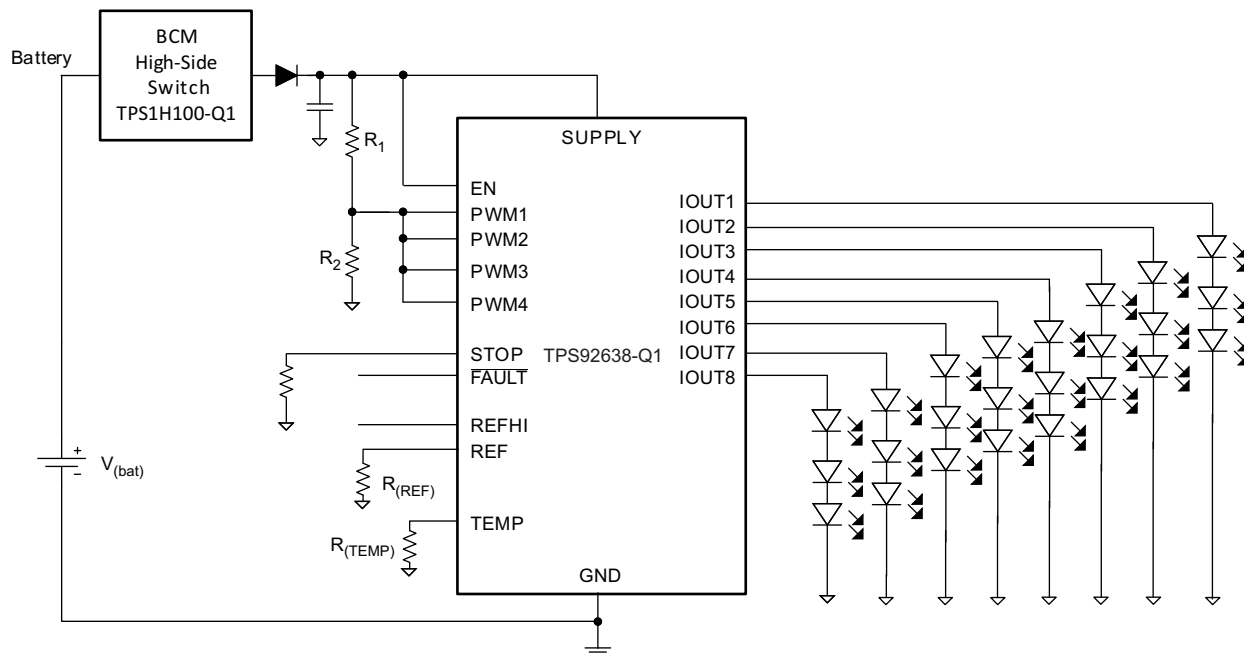 BCM
High-Side
Switch
TPS1H100-Q1
Battery
R1
R2
SUPPLY
EN
PWM1
PWM2
PWM3
PWM4
STOP
FAULT
REFHI
REF
TEMP
TPS92638-Q1
GND
IOUT1
IOUT2
IOUT3
IOUT4
IOUT5
IOUT6
IOUT7
IOUT8
R(REF)
R(TEMP)
+
V(bat)
–